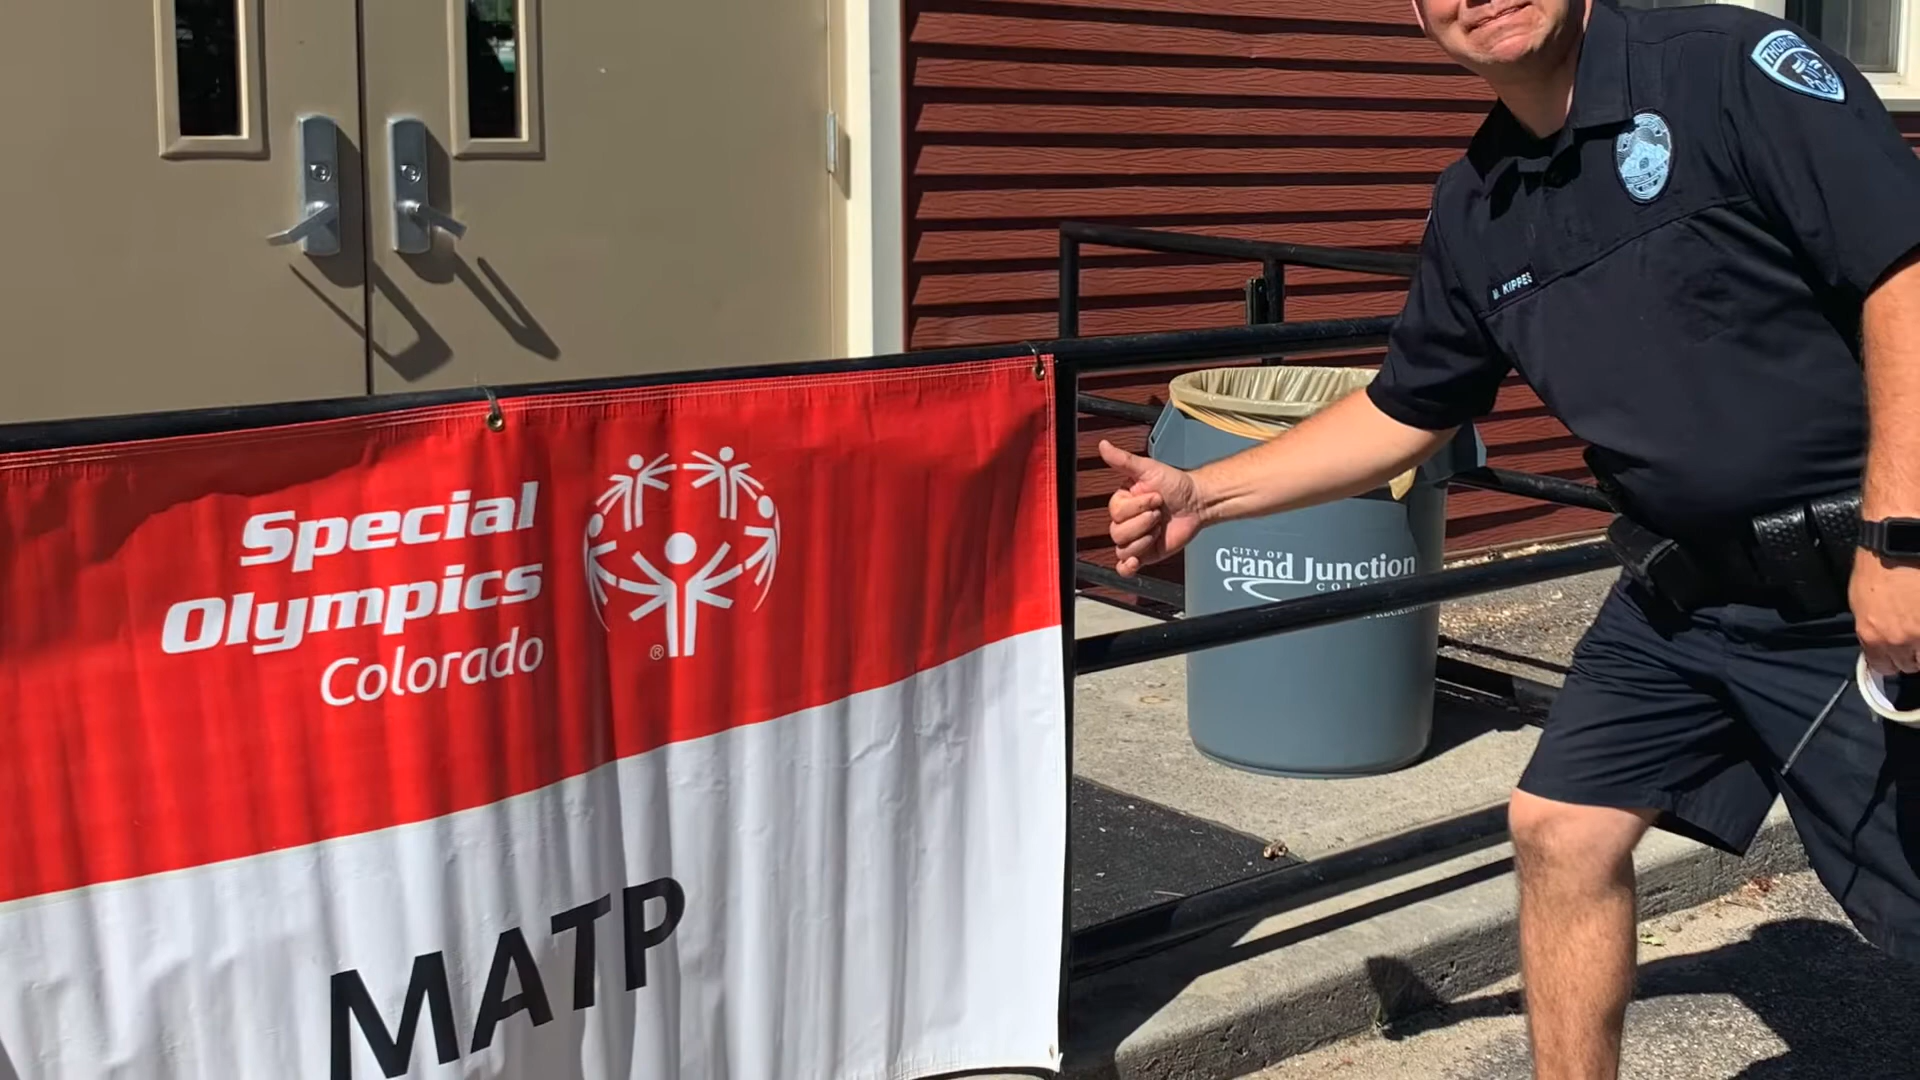 Special
Olympics
Colorado
®
MATP
CITY OF
Grand Junction
M. KIPPES